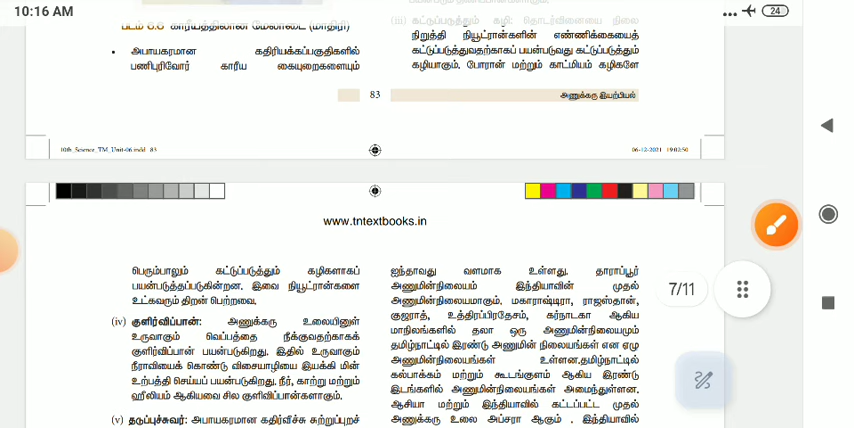 10:16 AM
24
படம் 6.6 காரீயத்திலான மேலாடை (மாதிரி)
• அபாயகரமான கதிரியக்கப்பகுதிகளில்
பணிபுரிவோர் காரீய கையுறைகளையும்
(iii) கட்டுப்படுத்தும் கழி: தொடர்வினையை நிலை
நிறுத்தி நியூட்ரான்களின் எண்ணிக்கையைத்
கட்டுப்படுத்துவதற்காகப் பயன்படுவது கட்டுப்படுத்தும்
கழியாகும். போரான் மற்றும் காட்மியம் கழிகளே
83 அணுக்கரு இயற்பியல்
10th_Science_TM_Unit-06.indd 83
06-12-2021 19:02:50
www.tntextbooks.in
பெரும்பாலும் கட்டுப்படுத்தும் கழிகளாகப்
பயன்படுத்தப்படுகின்றன. இவை நியூட்ரான்களை
உட்கவரும் திறன் பெற்றவை.
(iv) குளிர்விப்பான்: அணுக்கரு உலையினுள்
உருவாகும் வெப்பத்தை நீக்குவதற்காகக்
குளிர்விப்பான் பயன்படுகிறது. இதில் உருவாகும்
நீராவியைக் கொண்டு விசையாழியை இயக்கி மின்
உற்பத்தி செய்யப் பயன்படுகிறது. நீர், காற்று மற்றும்
ஹீலியம் ஆகியவை சில குளிவிப்பான்களாகும்.
(v) தடுப்புச்சுவர்: அபாயகரமான கதிர்வீச்சு சுற்றுப்புறச்
ஐந்தாவது வளமாக உள்ளது. தாராப்பூர்
அணுமின்நிலையம் இந்தியாவின் முதல்
அணுமின்நிலையமாகும். மகாராஷ்டிரா, ராஜஸ்தான்,
குஜராத், உத்திரப்பிரதேசம், கர்நாடகா ஆகிய
மாநிலங்களில் தலா ஒரு அணுமின்நிலையமும்
தமிழ்நாட்டில் இரண்டு அணுமின் நிலையங்கள் என ஏழு
அணுமின்நிலையங்கள் உள்ளன.தமிழ்நாட்டில்
கல்பாக்கம் மற்றும் கூடங்குளம் ஆகிய இரண்டு
இடங்களில் அணுமின்நிலையங்கள் அமைந்துள்ளன.
ஆசியா மற்றும் இந்தியாவில் கட்டப்பட்ட முதல்
அணுக்கரு உலை அப்சரா ஆகும் . இந்தியாவில்
7/11